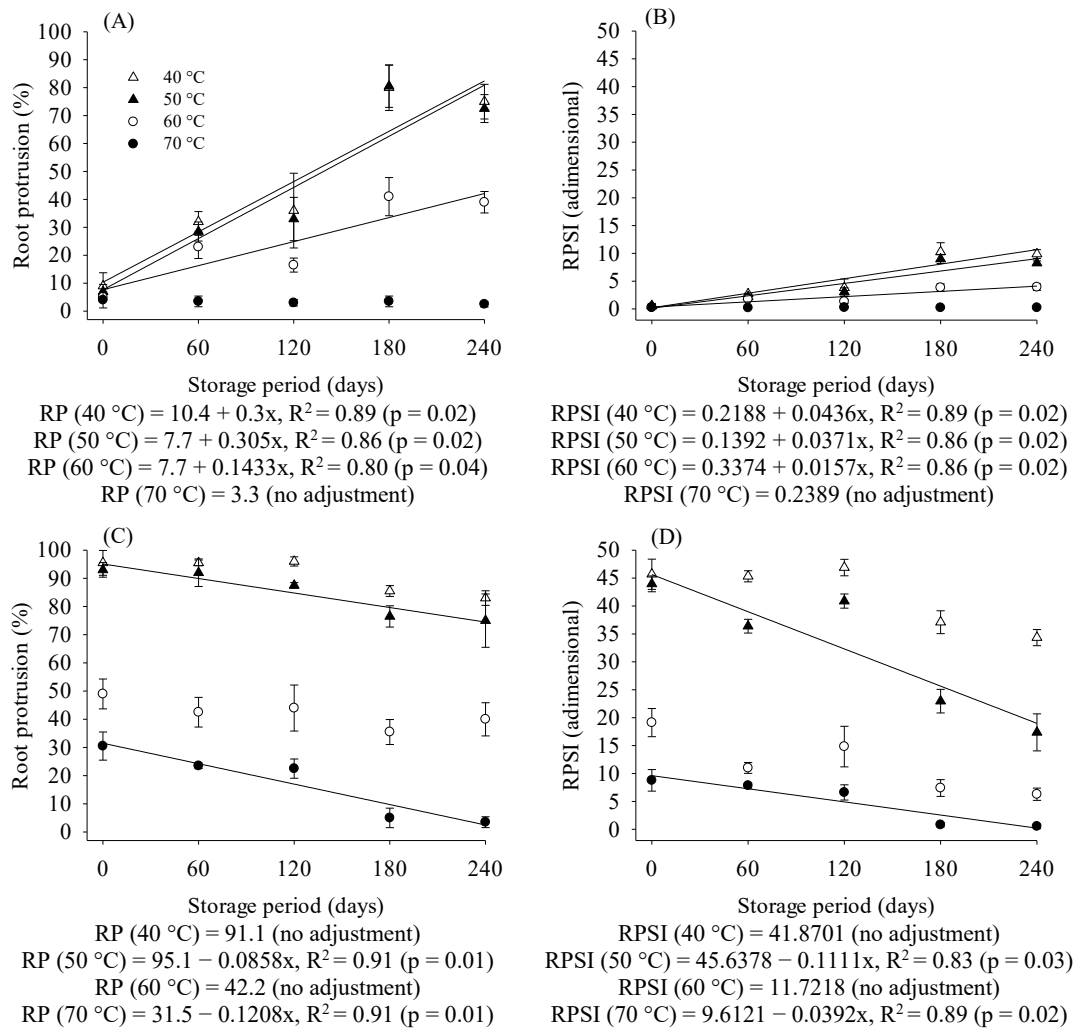 (A)
Root protrusion (%)
100
90
80
70
60
50
40
30
20
10
0
40 °C
50 °C
60 °C
70 °C
0 60 120 180 240
Storage period (days)
RP (40 °C) = 10.4 + 0.3x, R² = 0.89 (p = 0.02)
RP (50 °C) = 7.7 + 0.305x, R² = 0.86 (p = 0.02)
RP (60 °C) = 7.7 + 0.1433x, R² = 0.80 (p = 0.04)
RP (70 °C) = 3.3 (no adjustment)
(B)
RPSI (adimensional)
50
45
40
35
30
25
20
15
10
5
0
0 60 120 180 240
Storage period (days)
RPSI (40 °C) = 0.2188 + 0.0436x, R² = 0.89 (p = 0.02)
RPSI (50 °C) = 0.1392 + 0.0371x, R² = 0.86 (p = 0.02)
RPSI (60 °C) = 0.3374 + 0.0157x, R² = 0.86 (p = 0.02)
RPSI (70 °C) = 0.2389 (no adjustment)
(C)
Root protrusion (%)
100
90
80
70
60
50
40
30
20
10
0
0 60 120 180 240
Storage period (days)
RP (40 °C) = 91.1 (no adjustment)
RP (50 °C) = 95.1 − 0.0858x, R² = 0.91 (p = 0.01)
RP (60 °C) = 42.2 (no adjustment)
RP (70 °C) = 31.5 − 0.1208x, R² = 0.91 (p = 0.01)
(D)
RPSI (adimensional)
50
45
40
35
30
25
20
15
10
5
0
0 60 120 180 240
Storage period (days)
RPSI (40 °C) = 41.8701 (no adjustment)
RPSI (50 °C) = 45.6378 − 0.1111x, R² = 0.83 (p = 0.03)
RPSI (60 °C) = 11.7218 (no adjustment)
RPSI (70 °C) = 9.6121 − 0.0392x, R² = 0.89 (p = 0.02)